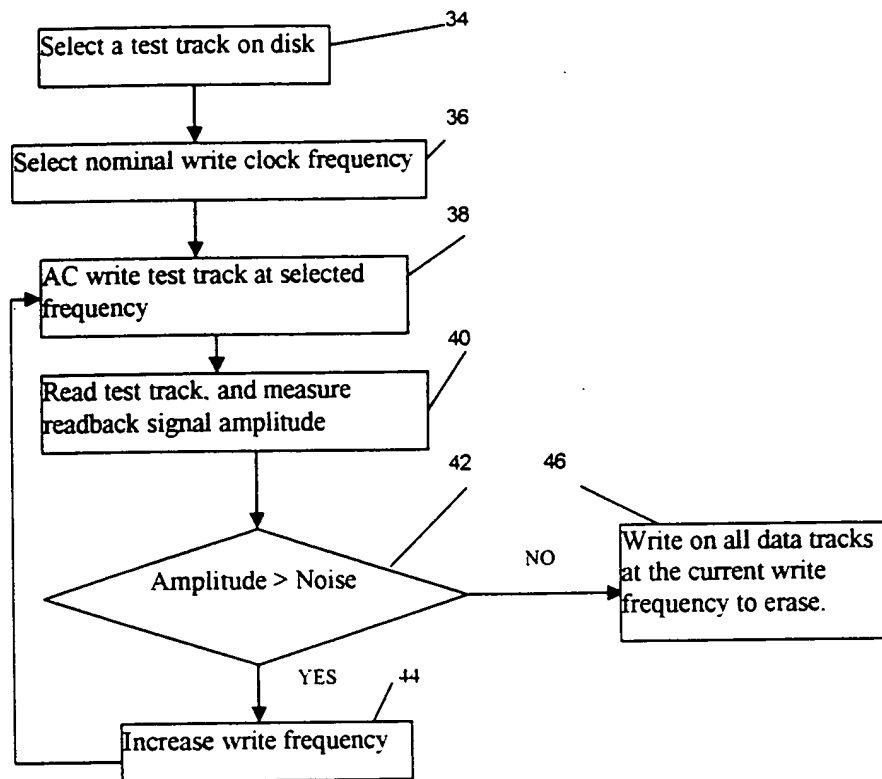 34
Select a test track on disk
36
Select nominal write clock frequency
38
AC write test track at selected
frequency
40
Read test track, and measure
readback signal amplitude
42
46
Amplitude > Noise
NO
Write on all data tracks
at the current write
frequency to erase.
YES
44
Increase write frequency